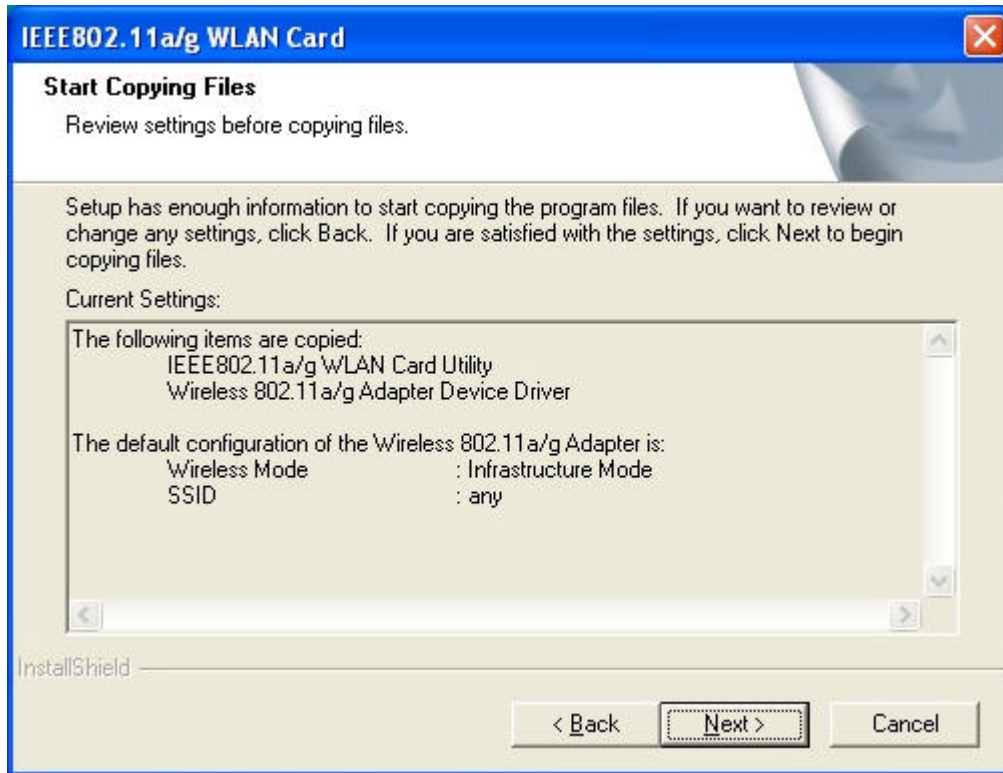 IEEE802.11a/g WLAN Card
Start Copying Files
Review settings before copying files.
Setup has enough information to start copying the program files. If you want to review or
change any settings, click Back. If you are satisfied with the settings, click Next to begin
copying files.
Current Settings:
The following items are copied:
IEEE802.11a/g WLAN Card Utility
Wireless 802.11a/g Adapter Device Driver
The default configuration of the Wireless 802.11a/g Adapter is:
Wireless Mode : Infrastructure Mode
SSID : any
InstallShield
< Back Next > Cancel